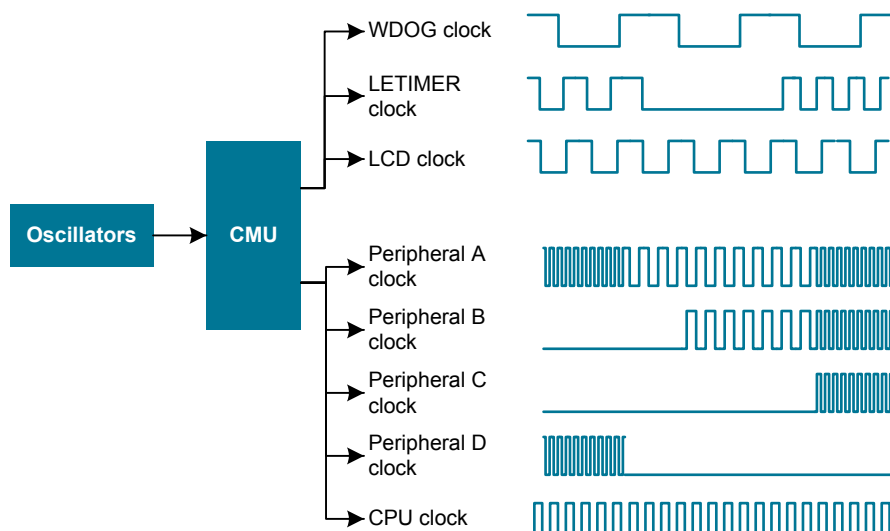 WDOG clock
LETIMER
clock
LCD clock
Oscillators
CMU
Peripheral A
clock
Peripheral B
clock
Peripheral C
clock
Peripheral D
clock
CPU clock